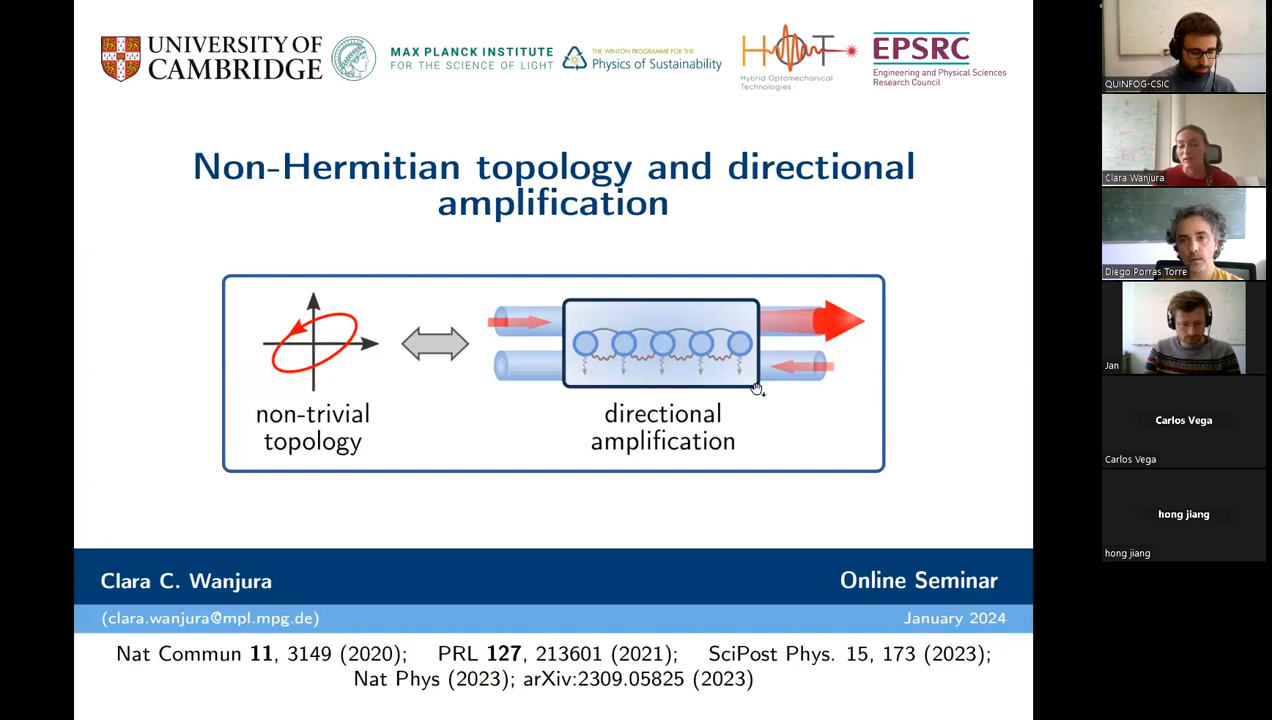 UNIVERSITY OF
CAMBRIDGE
MAX PLANCK INSTITUTE
FOR THE SCIENCE OF LIGHT
THE WINTON PROGRAMME FOR THE
Physics of Sustainability
HOT
Hybrid Optomechanical
Technologies
EPSRC
Engineering and Physical Sciences
Research Council
Non-Hermitian topology and directional
amplification
non-trivial
topology
directional
amplification
Clara C. Wanjura
Online Seminar
(clara.wanjura@mpl.mpg.de)
January 2024
Nat Commun 11, 3149 (2020); PRL 127, 213601 (2021); SciPost Phys. 15, 173 (2023);
Nat Phys (2023); arXiv:2309.05825 (2023)
QUINFOG-CSIC
Clara Wanjura
Diego Porras Torre
Jan
Carlos Vega
Carlos Vega
hong jiang
hong jiang